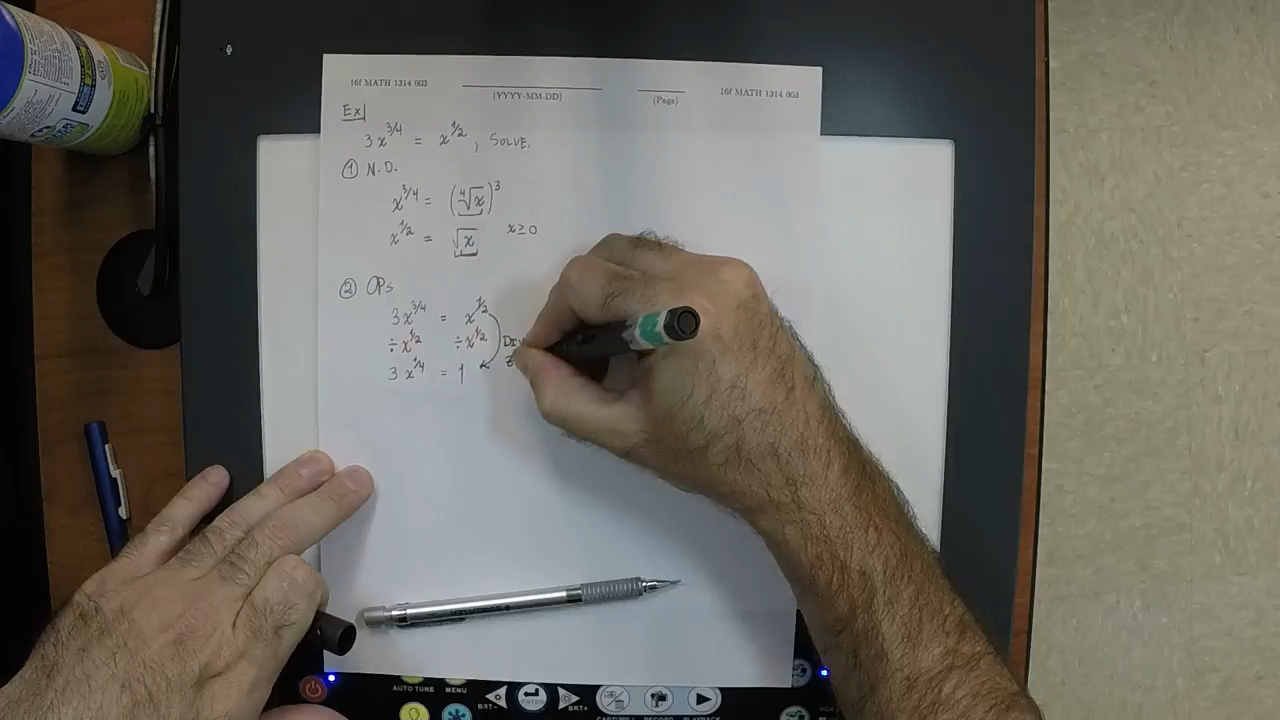 16f MATH 1314 003
(YYYY-MM-DD)
(Page)
16f MATH 1314 003
Ex
3x^{3/4} = x^{1/2}, SOLVE.
① N.D.
x^{3/4} = (∜x)^3
x^{1/2} = √x x≥0
② OPs
3x^{3/4} = x^{1/2}
÷x^{1/2} ÷x^{1/2}
3x^{1/4} = 1
AUTO TUNE
MENU
BRT-
BRT+